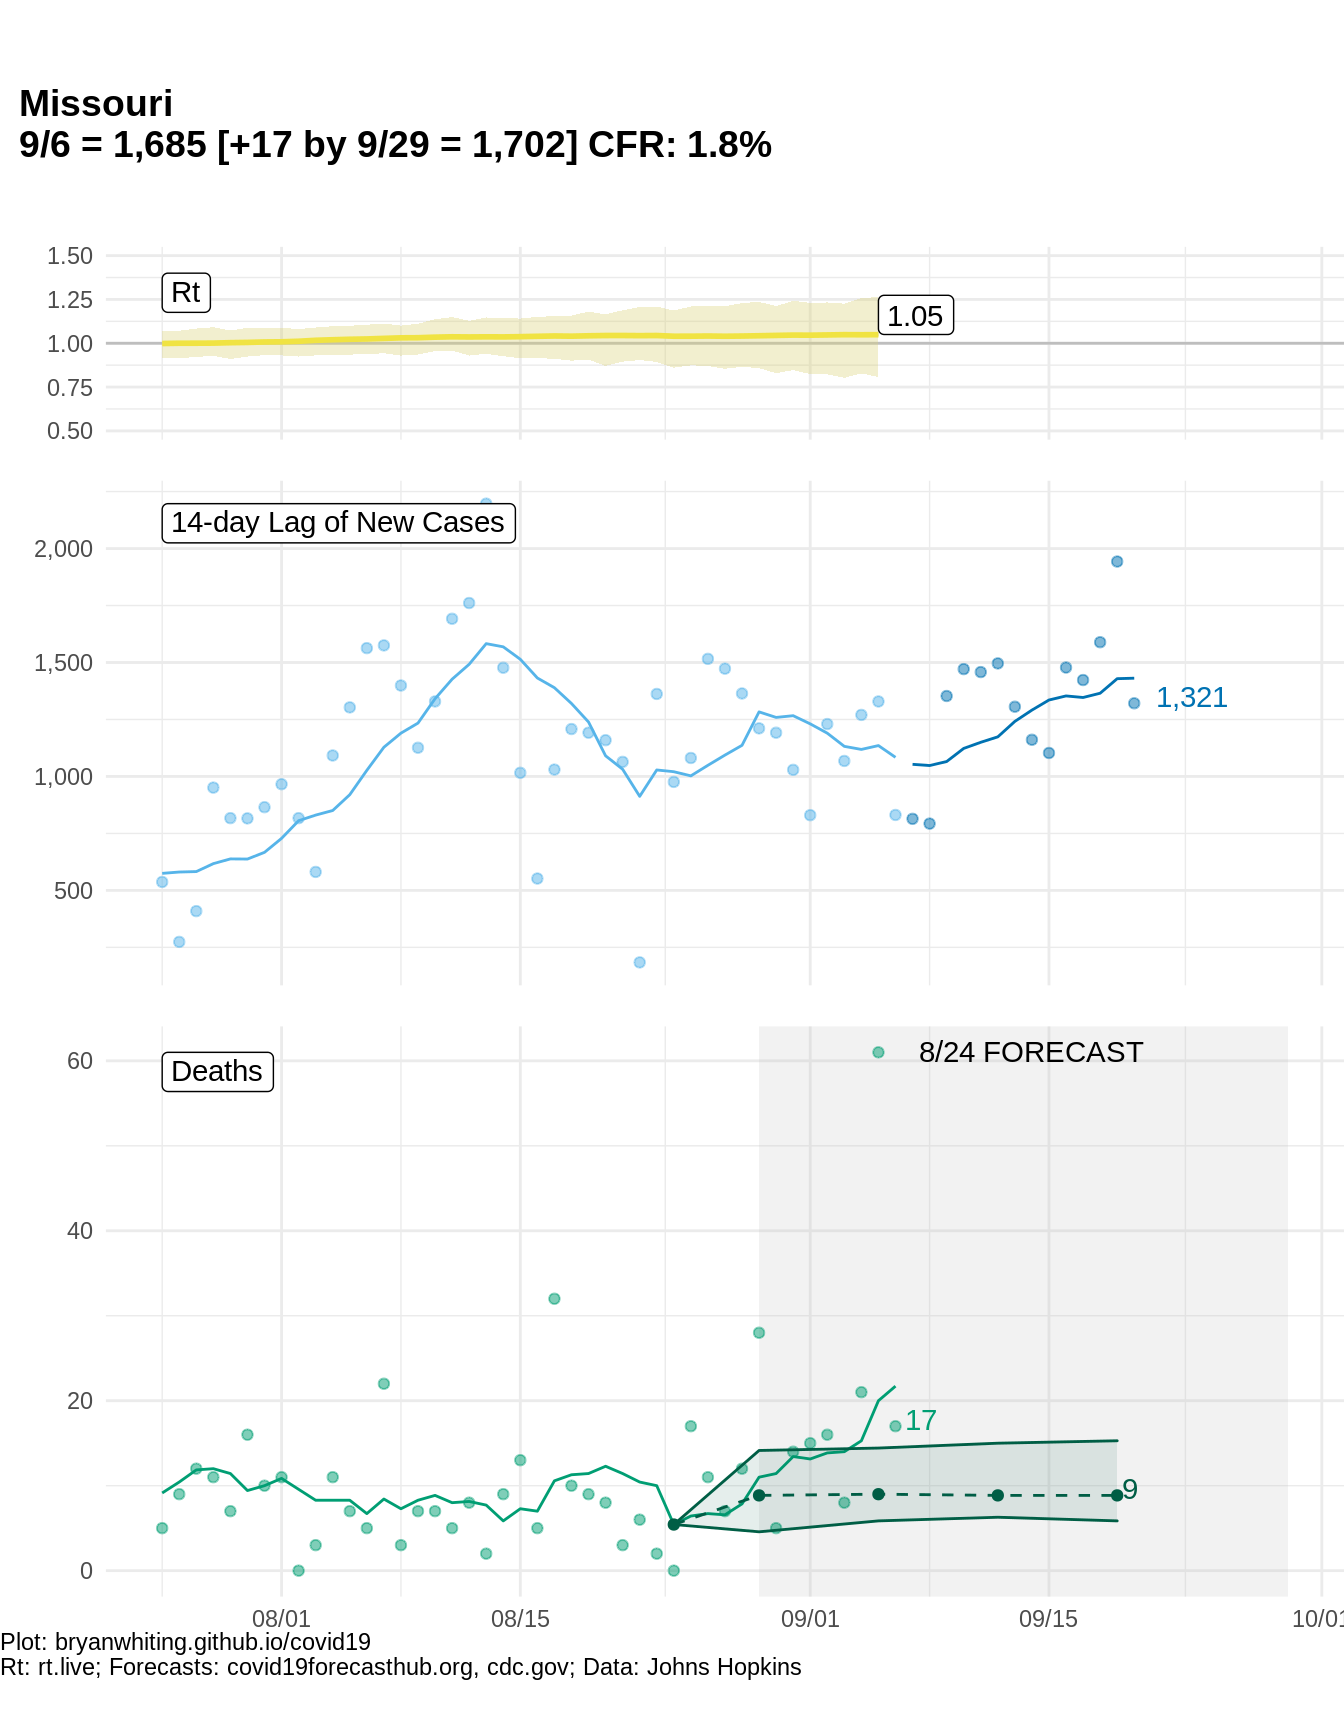 Missouri
9/6 = 1,685 [+17 by 9/29 = 1,702] CFR: 1.8%
1.50
1.25
1.00
0.75
0.50
Rt
1.05
14-day Lag of New Cases
2,000
1,500
1,000
500
1,321
Deaths
8/24 FORECAST
60
40
20
0
17
9
08/01 08/15 09/01 09/15 10/01
Plot: bryanwhiting.github.io/covid19
Rt: rt.live; Forecasts: covid19forecasthub.org, cdc.gov; Data: Johns Hopkins